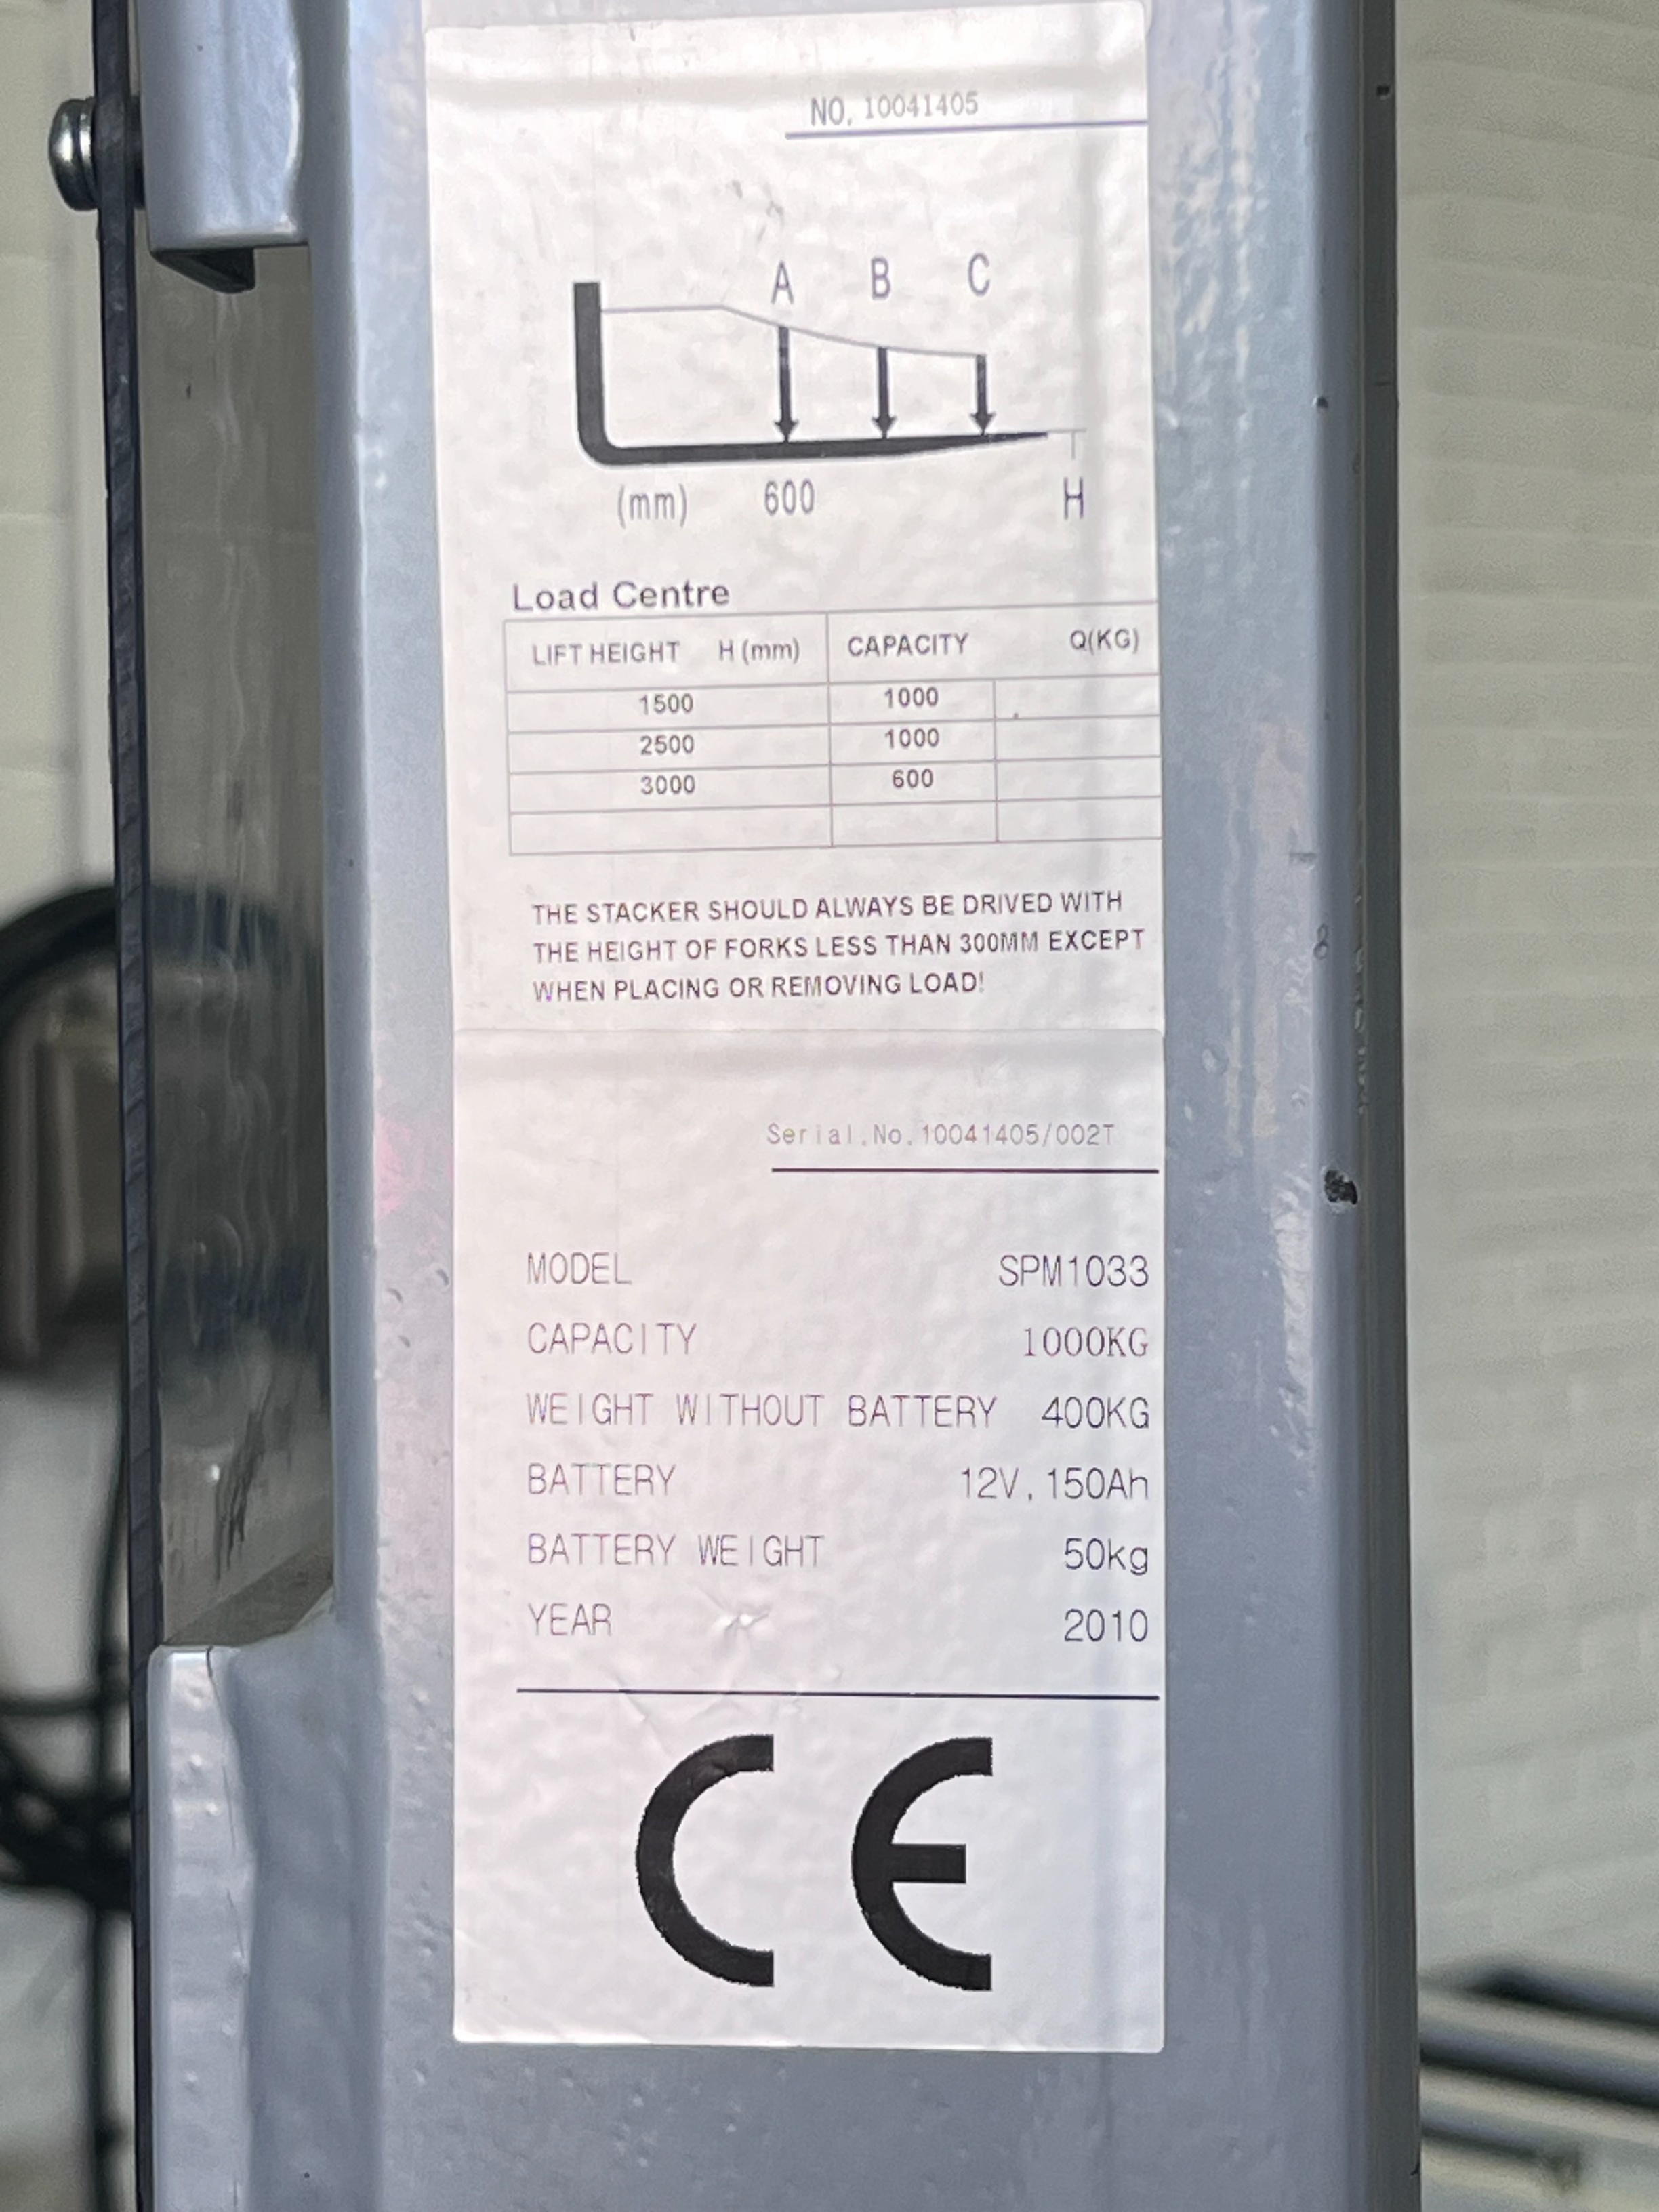 NO. 10041405
A B C
(mm) 600 H
Load Centre
LIFT HEIGHT H (mm) CAPACITY Q(KG)
1500 1000
2500 1000
3000 600
THE STACKER SHOULD ALWAYS BE DRIVED WITH
THE HEIGHT OF FORKS LESS THAN 300MM EXCEPT
WHEN PLACING OR REMOVING LOAD!
Serial.No.10041405/002T
MODEL SPM1033
CAPACITY 1000KG
WEIGHT WITHOUT BATTERY 400KG
BATTERY 12V, 150Ah
BATTERY WEIGHT 50kg
YEAR 2010
CE